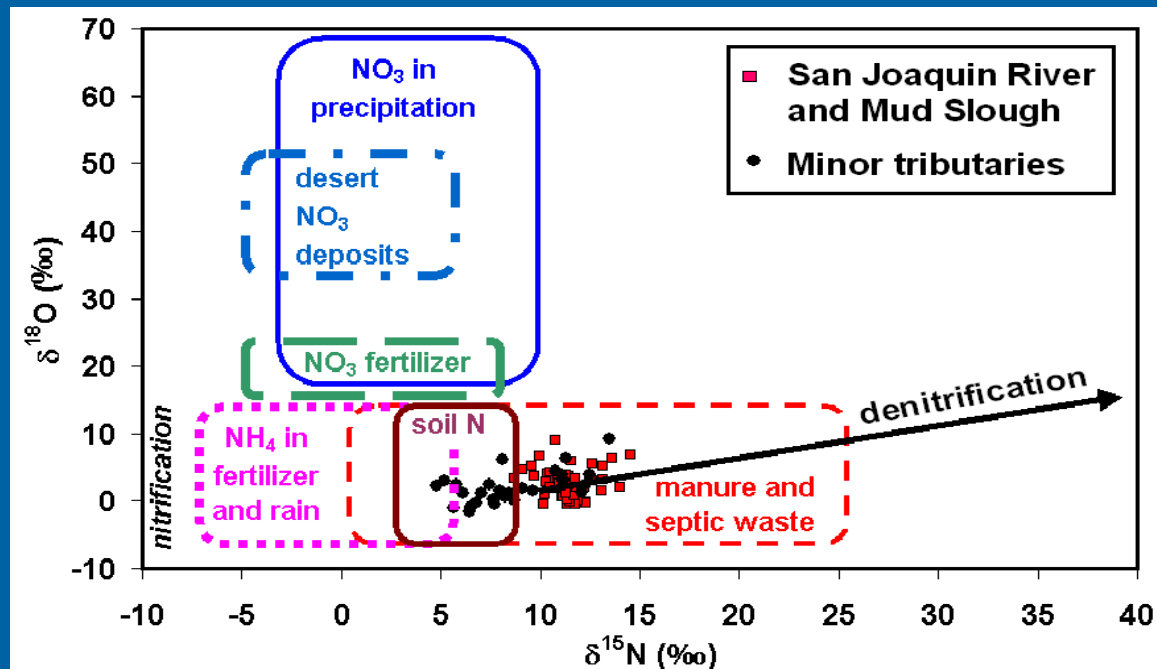 70
60
50
40
30
20
10
0
-10
δ18O (‰)
NO3 in
precipitation
desert
NO3
deposits
NO3 fertilizer
soil N
NH4 in
fertilizer
and rain
nitrification
manure and
septic waste
denitrification
San Joaquin River
and Mud Slough
Minor tributaries
-10 -5 0 5 10 15 20 25 30 35 40
δ15N (‰)